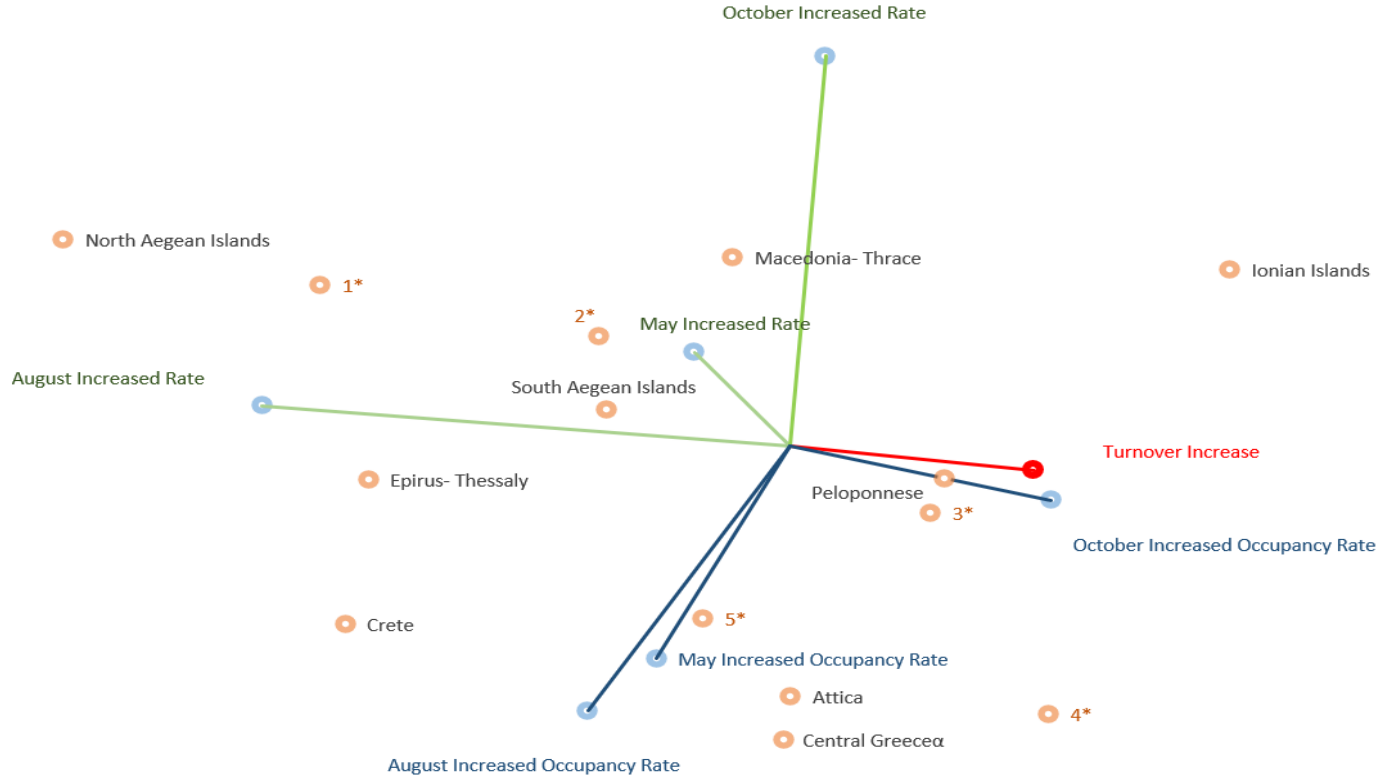 October Increased Rate
North Aegean Islands
Macedonia- Thrace
Ionian Islands
1*
2*
May Increased Rate
August Increased Rate
South Aegean Islands
Turnover Increase
Epirus- Thessaly
Peloponnese
3*
October Increased Occupancy Rate
5*
Crete
May Increased Occupancy Rate
Attica
4*
Central Greeceα
August Increased Occupancy Rate